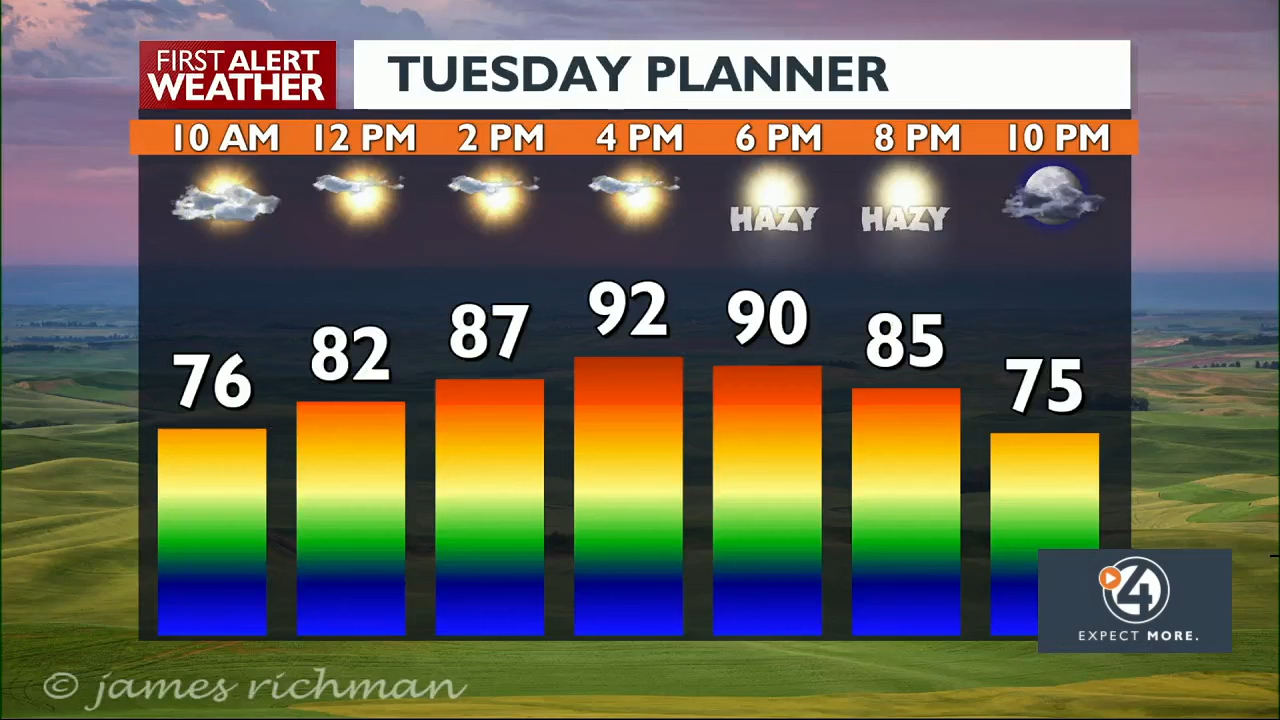 FIRST ALERT
WEATHER
TUESDAY PLANNER
10 AM 12 PM 2 PM 4 PM 6 PM 8 PM 10 PM
HAZY HAZY
76 82 87 92 90 85 75
4
EXPECT MORE.
© james richman